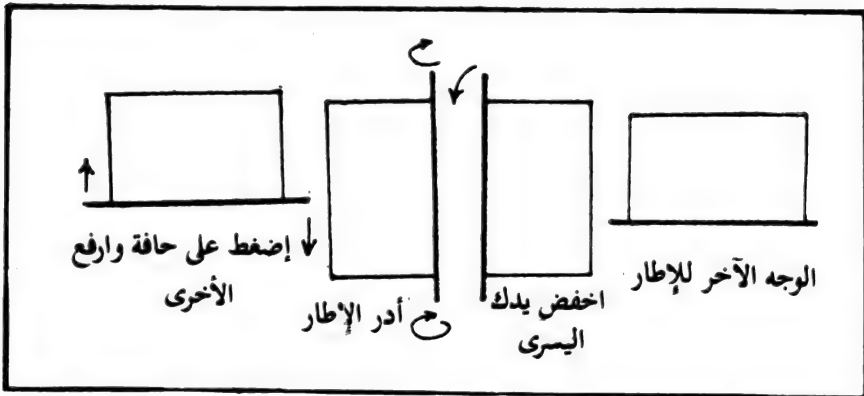 إضغط على حافة وارفع
الأخرى
أدر الإطار
اخفض يدك
اليسرى
الوجه الآخر للإطار